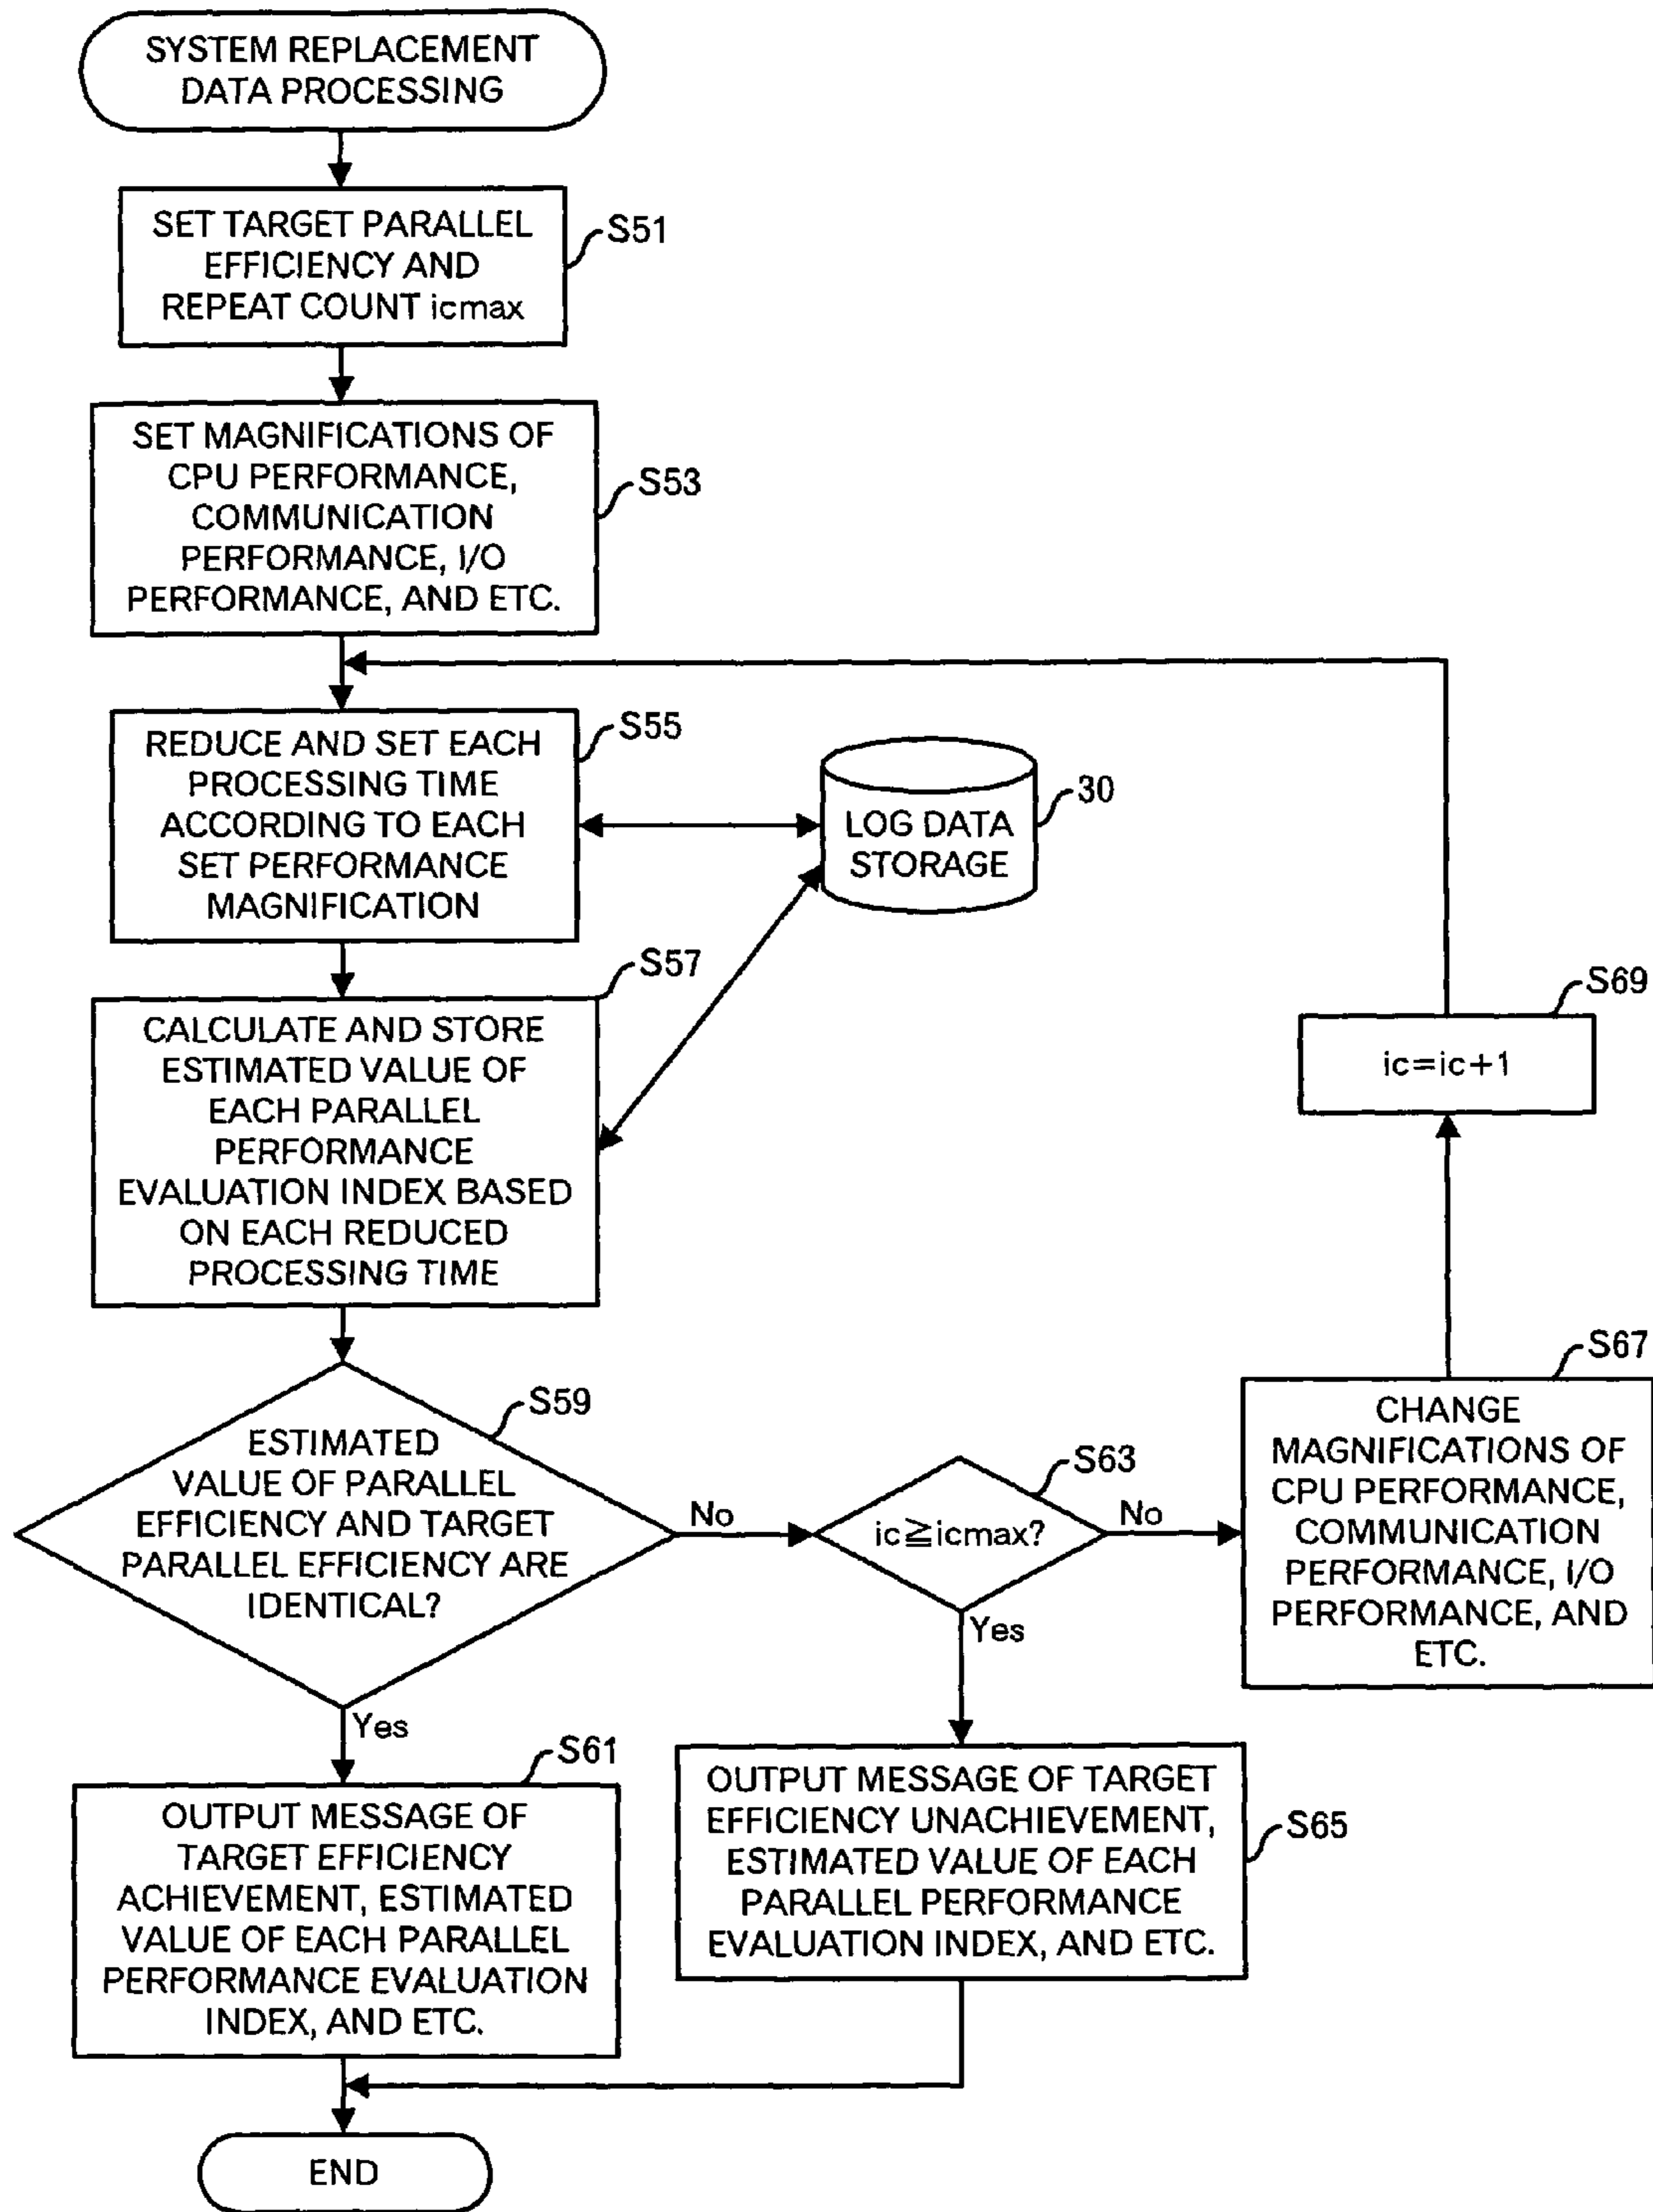 SYSTEM REPLACEMENT
DATA PROCESSING
SET TARGET PARALLEL
EFFICIENCY AND
REPEAT COUNT icmax
S51
SET MAGNIFICATIONS OF
CPU PERFORMANCE,
COMMUNICATION
PERFORMANCE, I/O
PERFORMANCE, AND ETC.
S53
REDUCE AND SET EACH
PROCESSING TIME
ACCORDING TO EACH
SET PERFORMANCE
MAGNIFICATION
S55
LOG DATA
STORAGE
30
CALCULATE AND STORE
ESTIMATED VALUE OF
EACH PARALLEL
PERFORMANCE
EVALUATION INDEX BASED
ON EACH REDUCED
PROCESSING TIME
S57
S69
ic=ic+1
ESTIMATED
VALUE OF PARALLEL
EFFICIENCY AND TARGET
PARALLEL EFFICIENCY ARE
IDENTICAL?
S59
No
Yes
ic≧icmax?
S63
No
Yes
S67
CHANGE
MAGNIFICATIONS OF
CPU PERFORMANCE,
COMMUNICATION
PERFORMANCE, I/O
PERFORMANCE, AND
ETC.
S61
OUTPUT MESSAGE OF
TARGET EFFICIENCY
ACHIEVEMENT, ESTIMATED
VALUE OF EACH PARALLEL
PERFORMANCE EVALUATION
INDEX, AND ETC.
OUTPUT MESSAGE OF TARGET
EFFICIENCY UNACHIEVEMENT,
ESTIMATED VALUE OF EACH
PARALLEL PERFORMANCE
EVALUATION INDEX, AND ETC.
S65
END